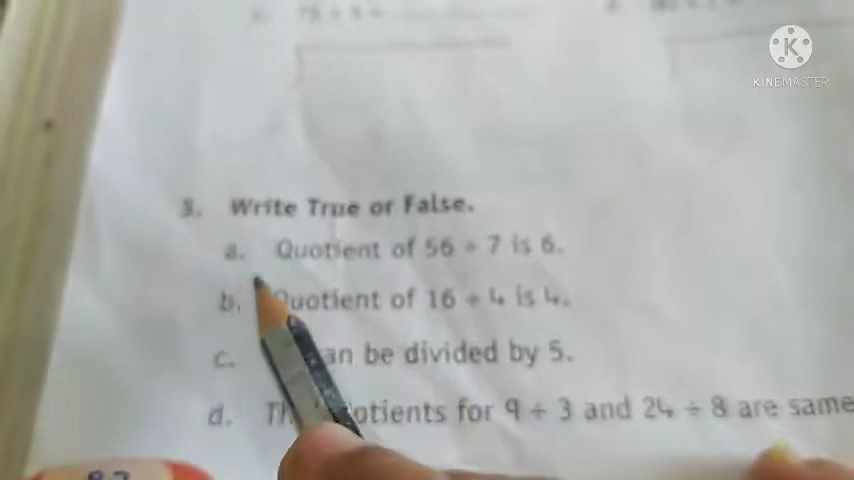 KINEMASTER
3. Write True or False.
a. Quotient of 56 ÷ 7 is 6.
b. Quotient of 16 ÷ 4 is 4.
c. an be divided by 5.
d. Th otients for 9 ÷ 3 and 24 ÷ 8 are same